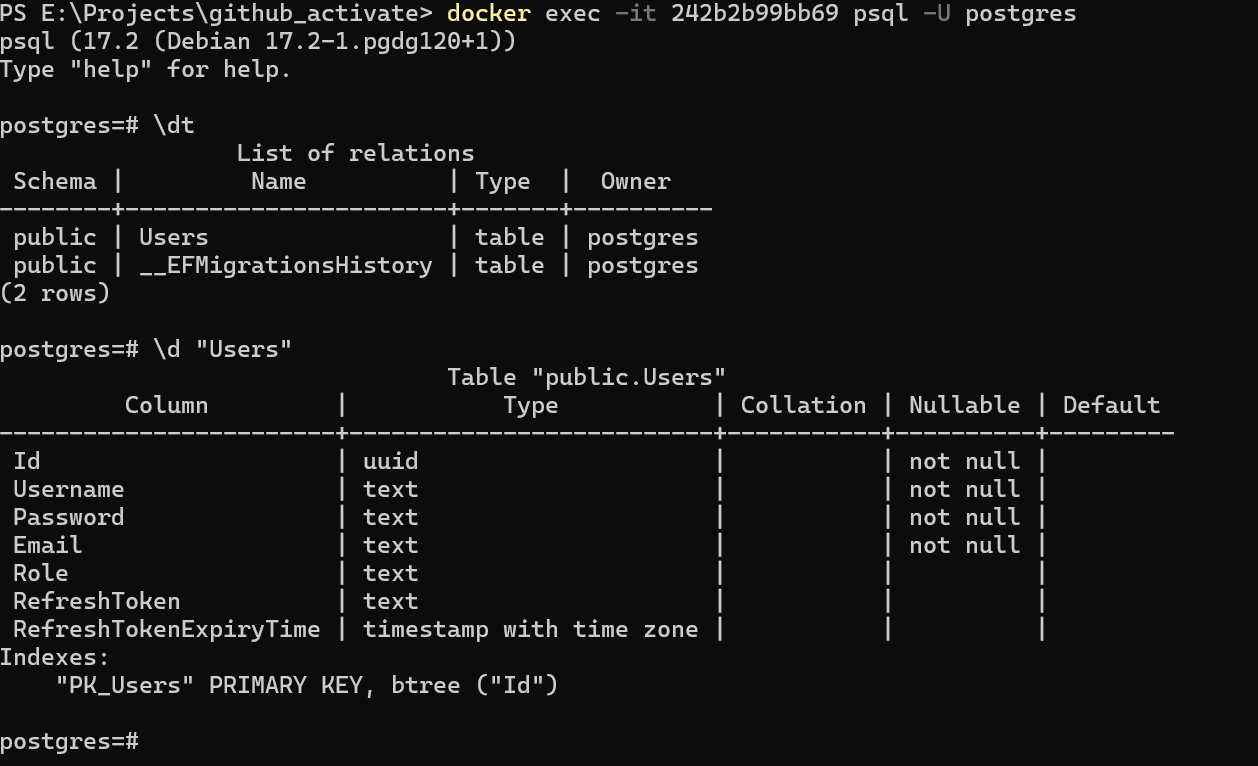 PS E:\Projects\github_activate> docker exec -it 242b2b99bb69 psql -U postgres
psql (17.2 (Debian 17.2-1.pgdg120+1))
Type "help" for help.

postgres=# \dt
                 List of relations
 Schema |         Name          | Type  |  Owner
--------+-----------------------+-------+----------
 public | Users                 | table | postgres
 public | __EFMigrationsHistory | table | postgres
(2 rows)

postgres=# \d "Users"
                                Table "public.Users"
         Column         |           Type           | Collation | Nullable | Default
------------------------+--------------------------+-----------+----------+---------
 Id                     | uuid                     |           | not null |
 Username               | text                     |           | not null |
 Password               | text                     |           | not null |
 Email                  | text                     |           | not null |
 Role                   | text                     |           |          |
 RefreshToken           | text                     |           |          |
 RefreshTokenExpiryTime | timestamp with time zone |           |          |
Indexes:
    "PK_Users" PRIMARY KEY, btree ("Id")

postgres=#